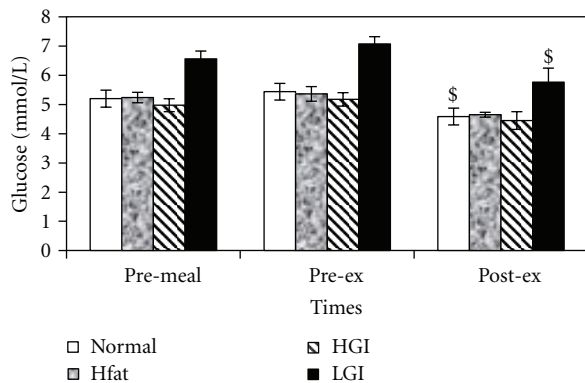 8
7
6
5
4
3
2
1
0
Glucose (mmol/L)
$
$
Pre-meal Pre-ex Post-ex
Times
Normal HGI
Hfat LGI